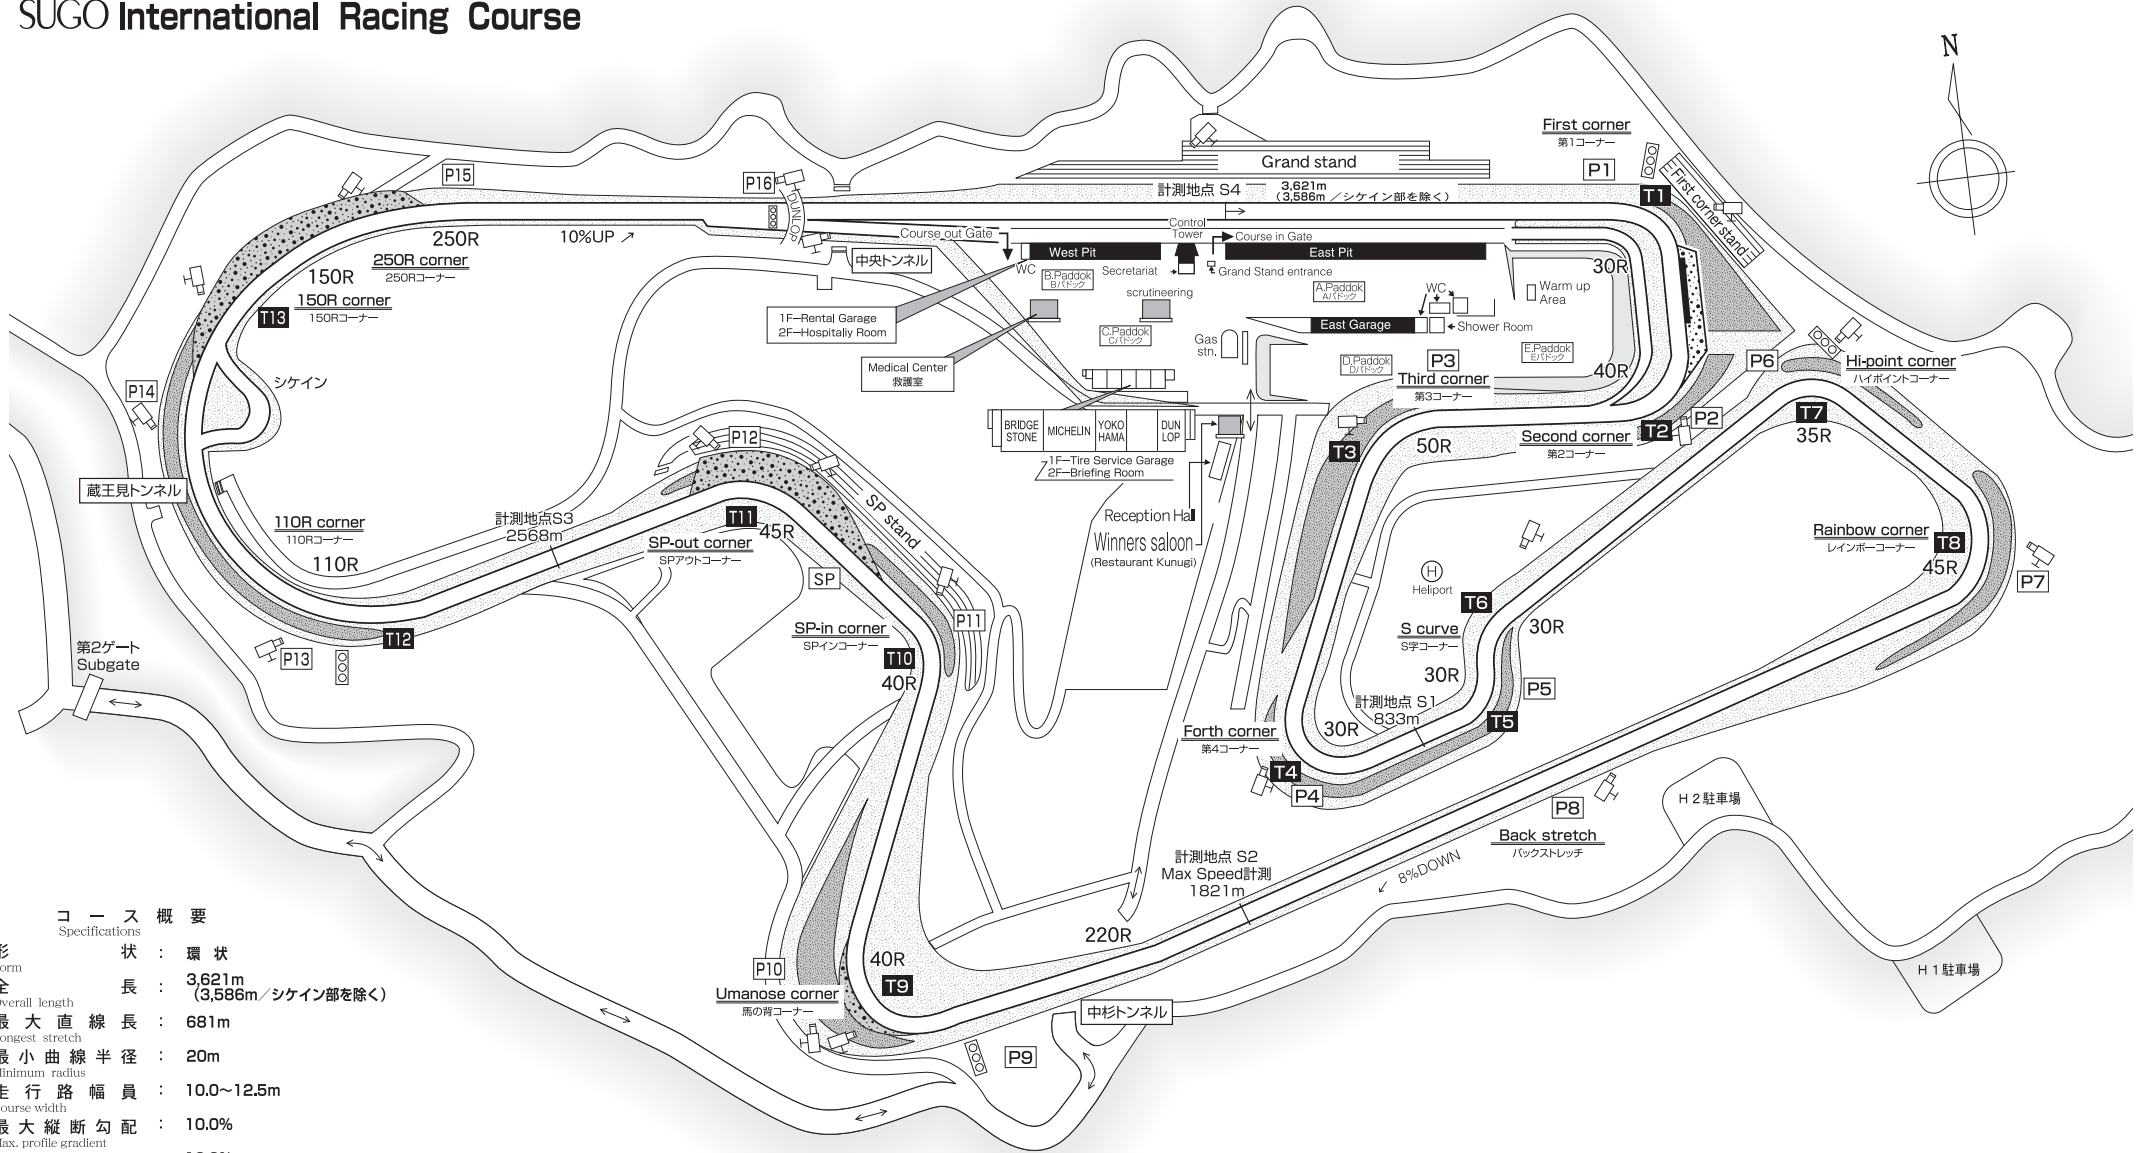 SUGO International Racing Course
N
First corner
第1コーナー
P1
T1
First corner stand
Grand stand
計測地点 S4
3,621m
(3,586m／シケイン部を除く)
P15
P16
DUNLOP
250R
10%UP
250R corner
250Rコーナー
150R
150R corner
150Rコーナー
T13
シケイン
P14
蔵王見トンネル
中央トンネル
Course out Gate
Control
Tower
Course in Gate
West Pit
East Pit
WC
Secretariat
Grand Stand entrance
B.Paddok
Bパドック
scrutineering
A.Paddok
Aパドック
WC
Warm up
Area
1F—Rental Garage
2F—Hospitaliy Room
C.Paddok
Cパドック
East Garage
Shower Room
Gas
stn.
E.Paddok
Eパドック
D.Paddok
Dパドック
Medical Center
救護室
30R
40R
P3
Third corner
第3コーナー
P6
Hi-point corner
ハイポイントコーナー
T7
35R
P2
T2
Second corner
第2コーナー
T3
50R
BRIDGE
STONE
MICHELIN
YOKO
HAMA
DUN
LOP
1F—Tire Service Garage
2F—Briefing Room
Reception Hall
Winners saloon
(Restaurant Kunugi)
P12
SP stand
T11
45R
SP-out corner
SPアウトコーナー
計測地点S3
2568m
110R corner
110Rコーナー
110R
SP
P11
SP-in corner
SPインコーナー
T10
40R
T12
P13
第2ゲート
Subgate
H
Heliport
T6
S curve
S字コーナー
30R
30R
P5
T5
計測地点 S1
833m
30R
Forth corner
第4コーナー
T4
P4
Rainbow corner
レインボーコーナー
T8
45R
P7
P8
Back stretch
バックストレッチ
H 2 駐車場
H 1 駐車場
8%DOWN
計測地点 S2
Max Speed計測
1821m
220R
40R
T9
P10
Umanose corner
馬の背コーナー
中杉トンネル
P9
コース概要
Specifications
形状 : 環状
orm
全長 : 3,621m
(3,586m／シケイン部を除く)
Overall length
最大直線長 : 681m
ongest stretch
最小曲線半径 : 20m
Minimum radius
走行路幅員 : 10.0〜12.5m
ourse width
最大縦断勾配 : 10.0%
Max. profile gradient